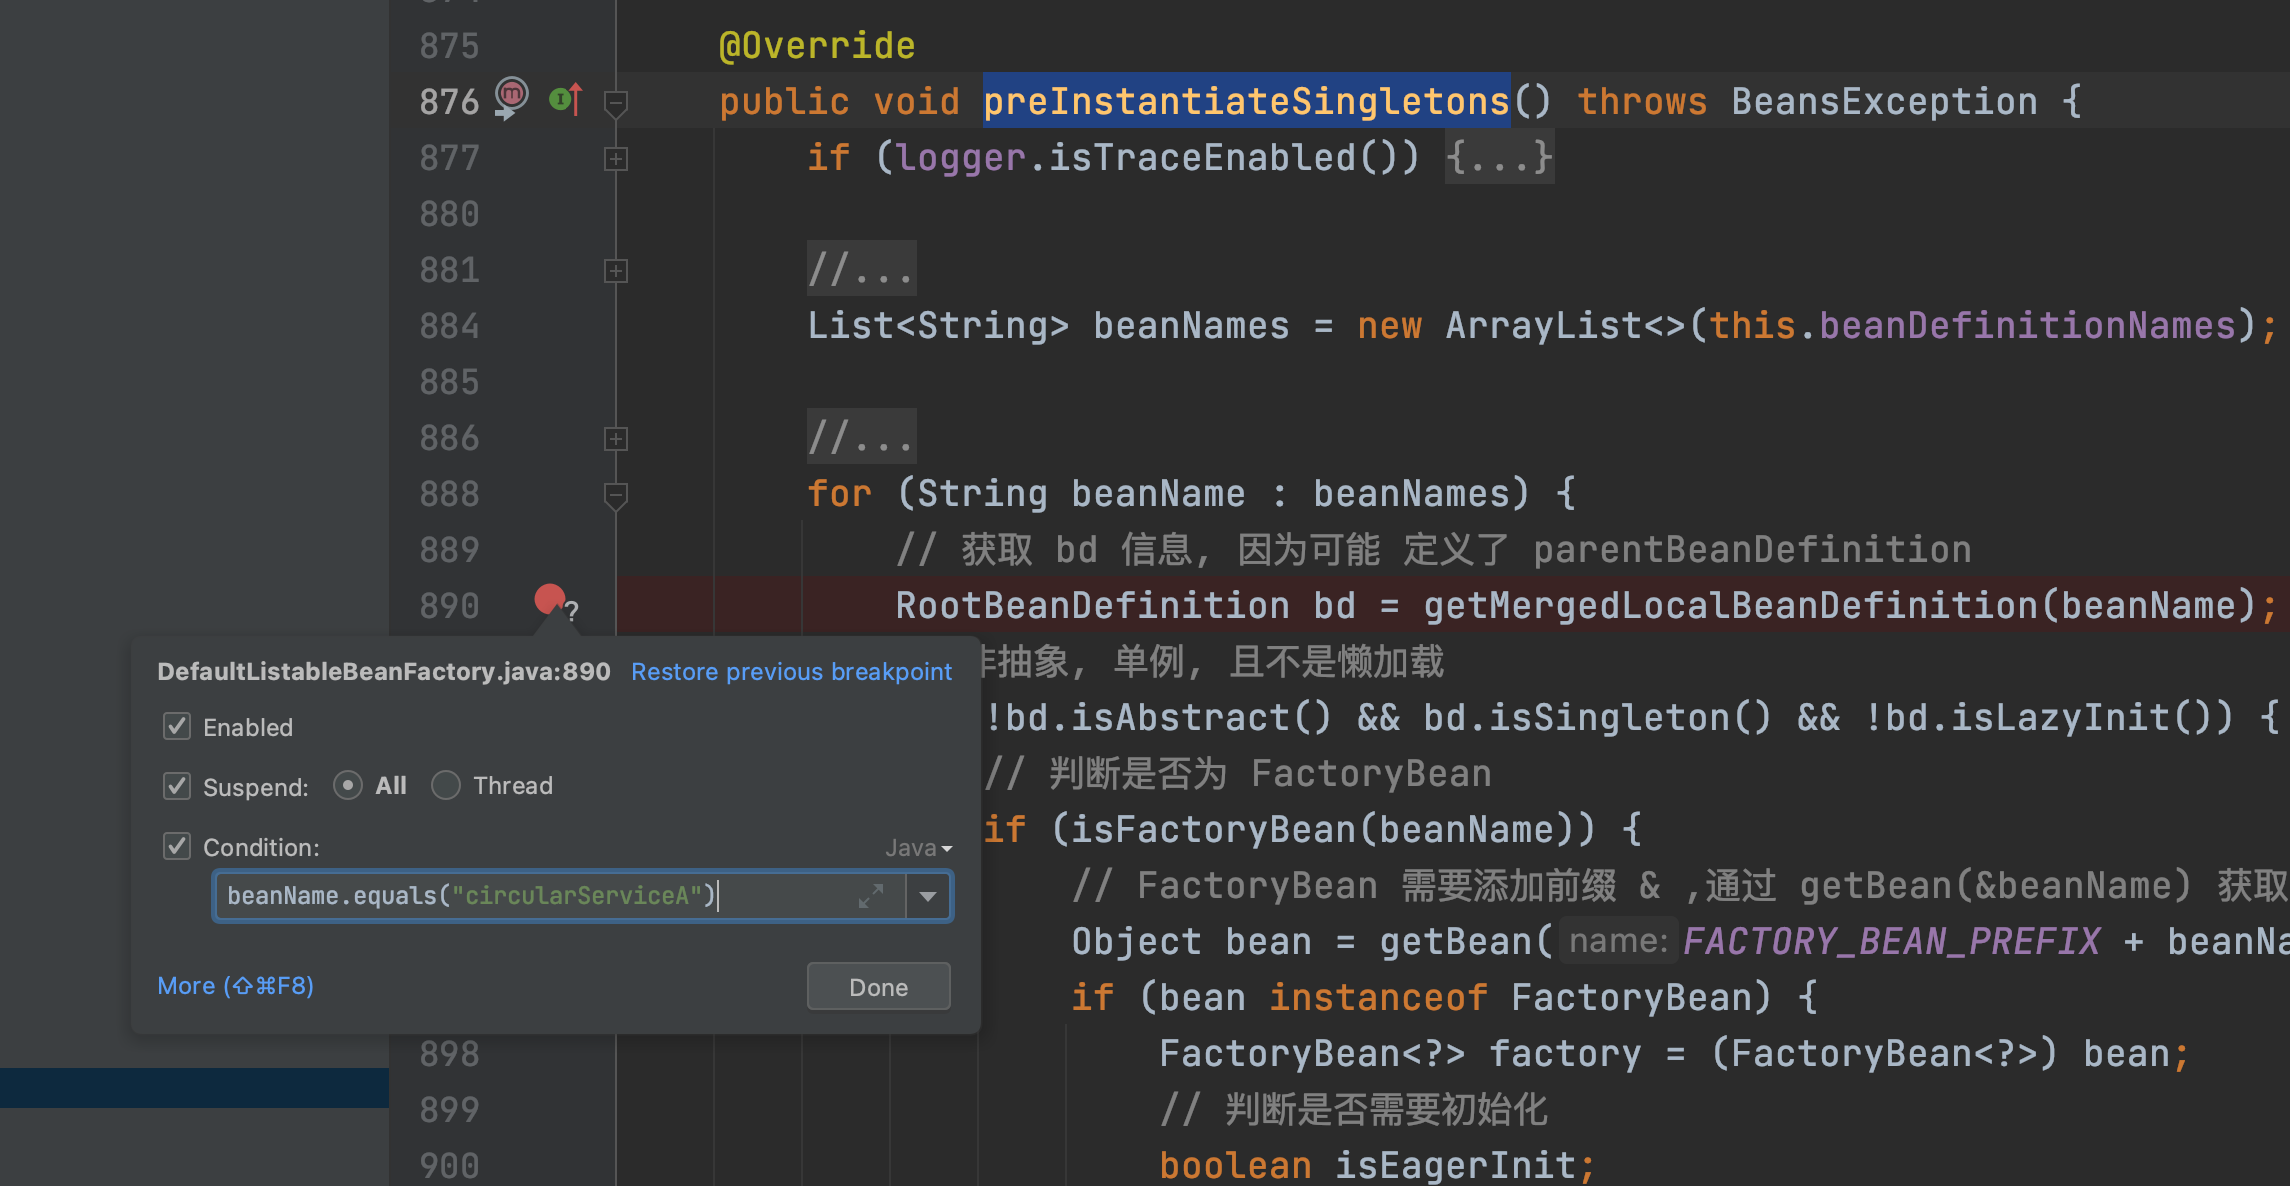 875 @Override
876 public void preInstantiateSingletons() throws BeansException {
877 if (logger.isTraceEnabled()) {...}
880
881 //...
884 List<String> beanNames = new ArrayList<>(this.beanDefinitionNames);
885
886 //...
888 for (String beanName : beanNames) {
889 // 获取 bd 信息, 因为可能 定义了 parentBeanDefinition
890 ? RootBeanDefinition bd = getMergedLocalBeanDefinition(beanName);
抽象, 单例, 且不是懒加载
!bd.isAbstract() && bd.isSingleton() && !bd.isLazyInit()) {
// 判断是否为 FactoryBean
if (isFactoryBean(beanName)) {
// FactoryBean 需要添加前缀 & ,通过 getBean(&beanName) 获取
Object bean = getBean( name: FACTORY_BEAN_PREFIX + beanNa
if (bean instanceof FactoryBean) {
DefaultListableBeanFactory.java:890 Restore previous breakpoint
Enabled
Suspend: All Thread
Condition: Java
beanName.equals("circularServiceA")
More (⇧⌘F8) Done
898 FactoryBean<?> factory = (FactoryBean<?>) bean;
899 // 判断是否需要初始化
900 boolean isEagerInit;